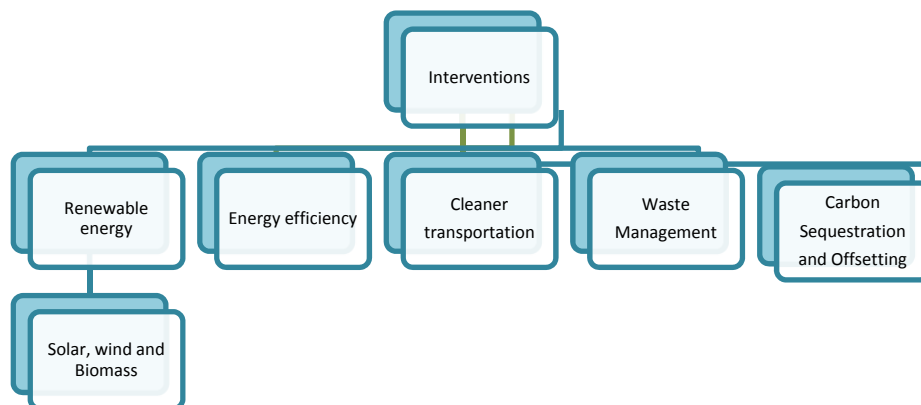 Interventions
Renewable
energy
Energy efficiency
Cleaner
transportation
Waste
Management
Carbon
Sequestration
and Offsetting
Solar, wind and
Biomass